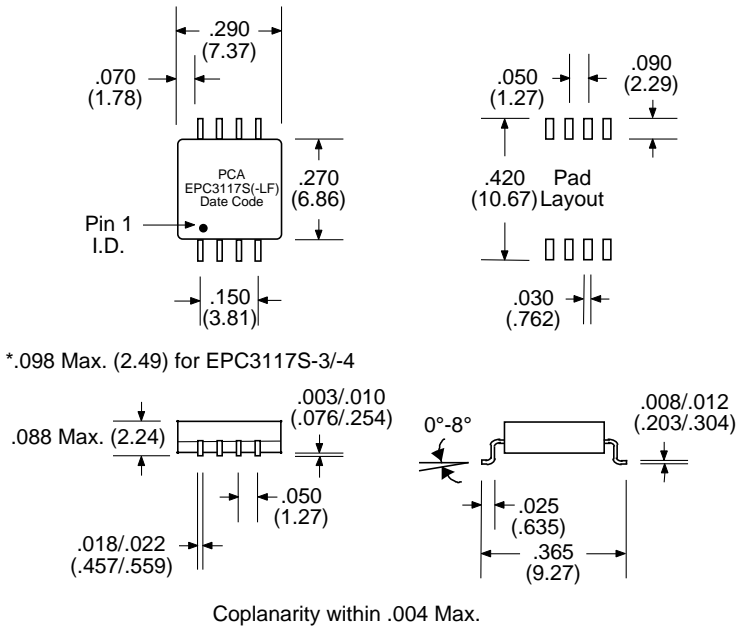 .290
(7.37)
.070
(1.78)
PCA
EPC3117S(-LF)
Date Code
Pin 1
I.D.
.270
(6.86)
.150
(3.81)
.050
(1.27)
.090
(2.29)
.420
(10.67)
Pad
Layout
.030
(.762)
*.098 Max. (2.49) for EPC3117S-3/-4
.088 Max. (2.24)
.003/.010
(.076/.254)
.050
(1.27)
.018/.022
(.457/.559)
0°-8°
.008/.012
(.203/.304)
.025
(.635)
.365
(9.27)
Coplanarity within .004 Max.